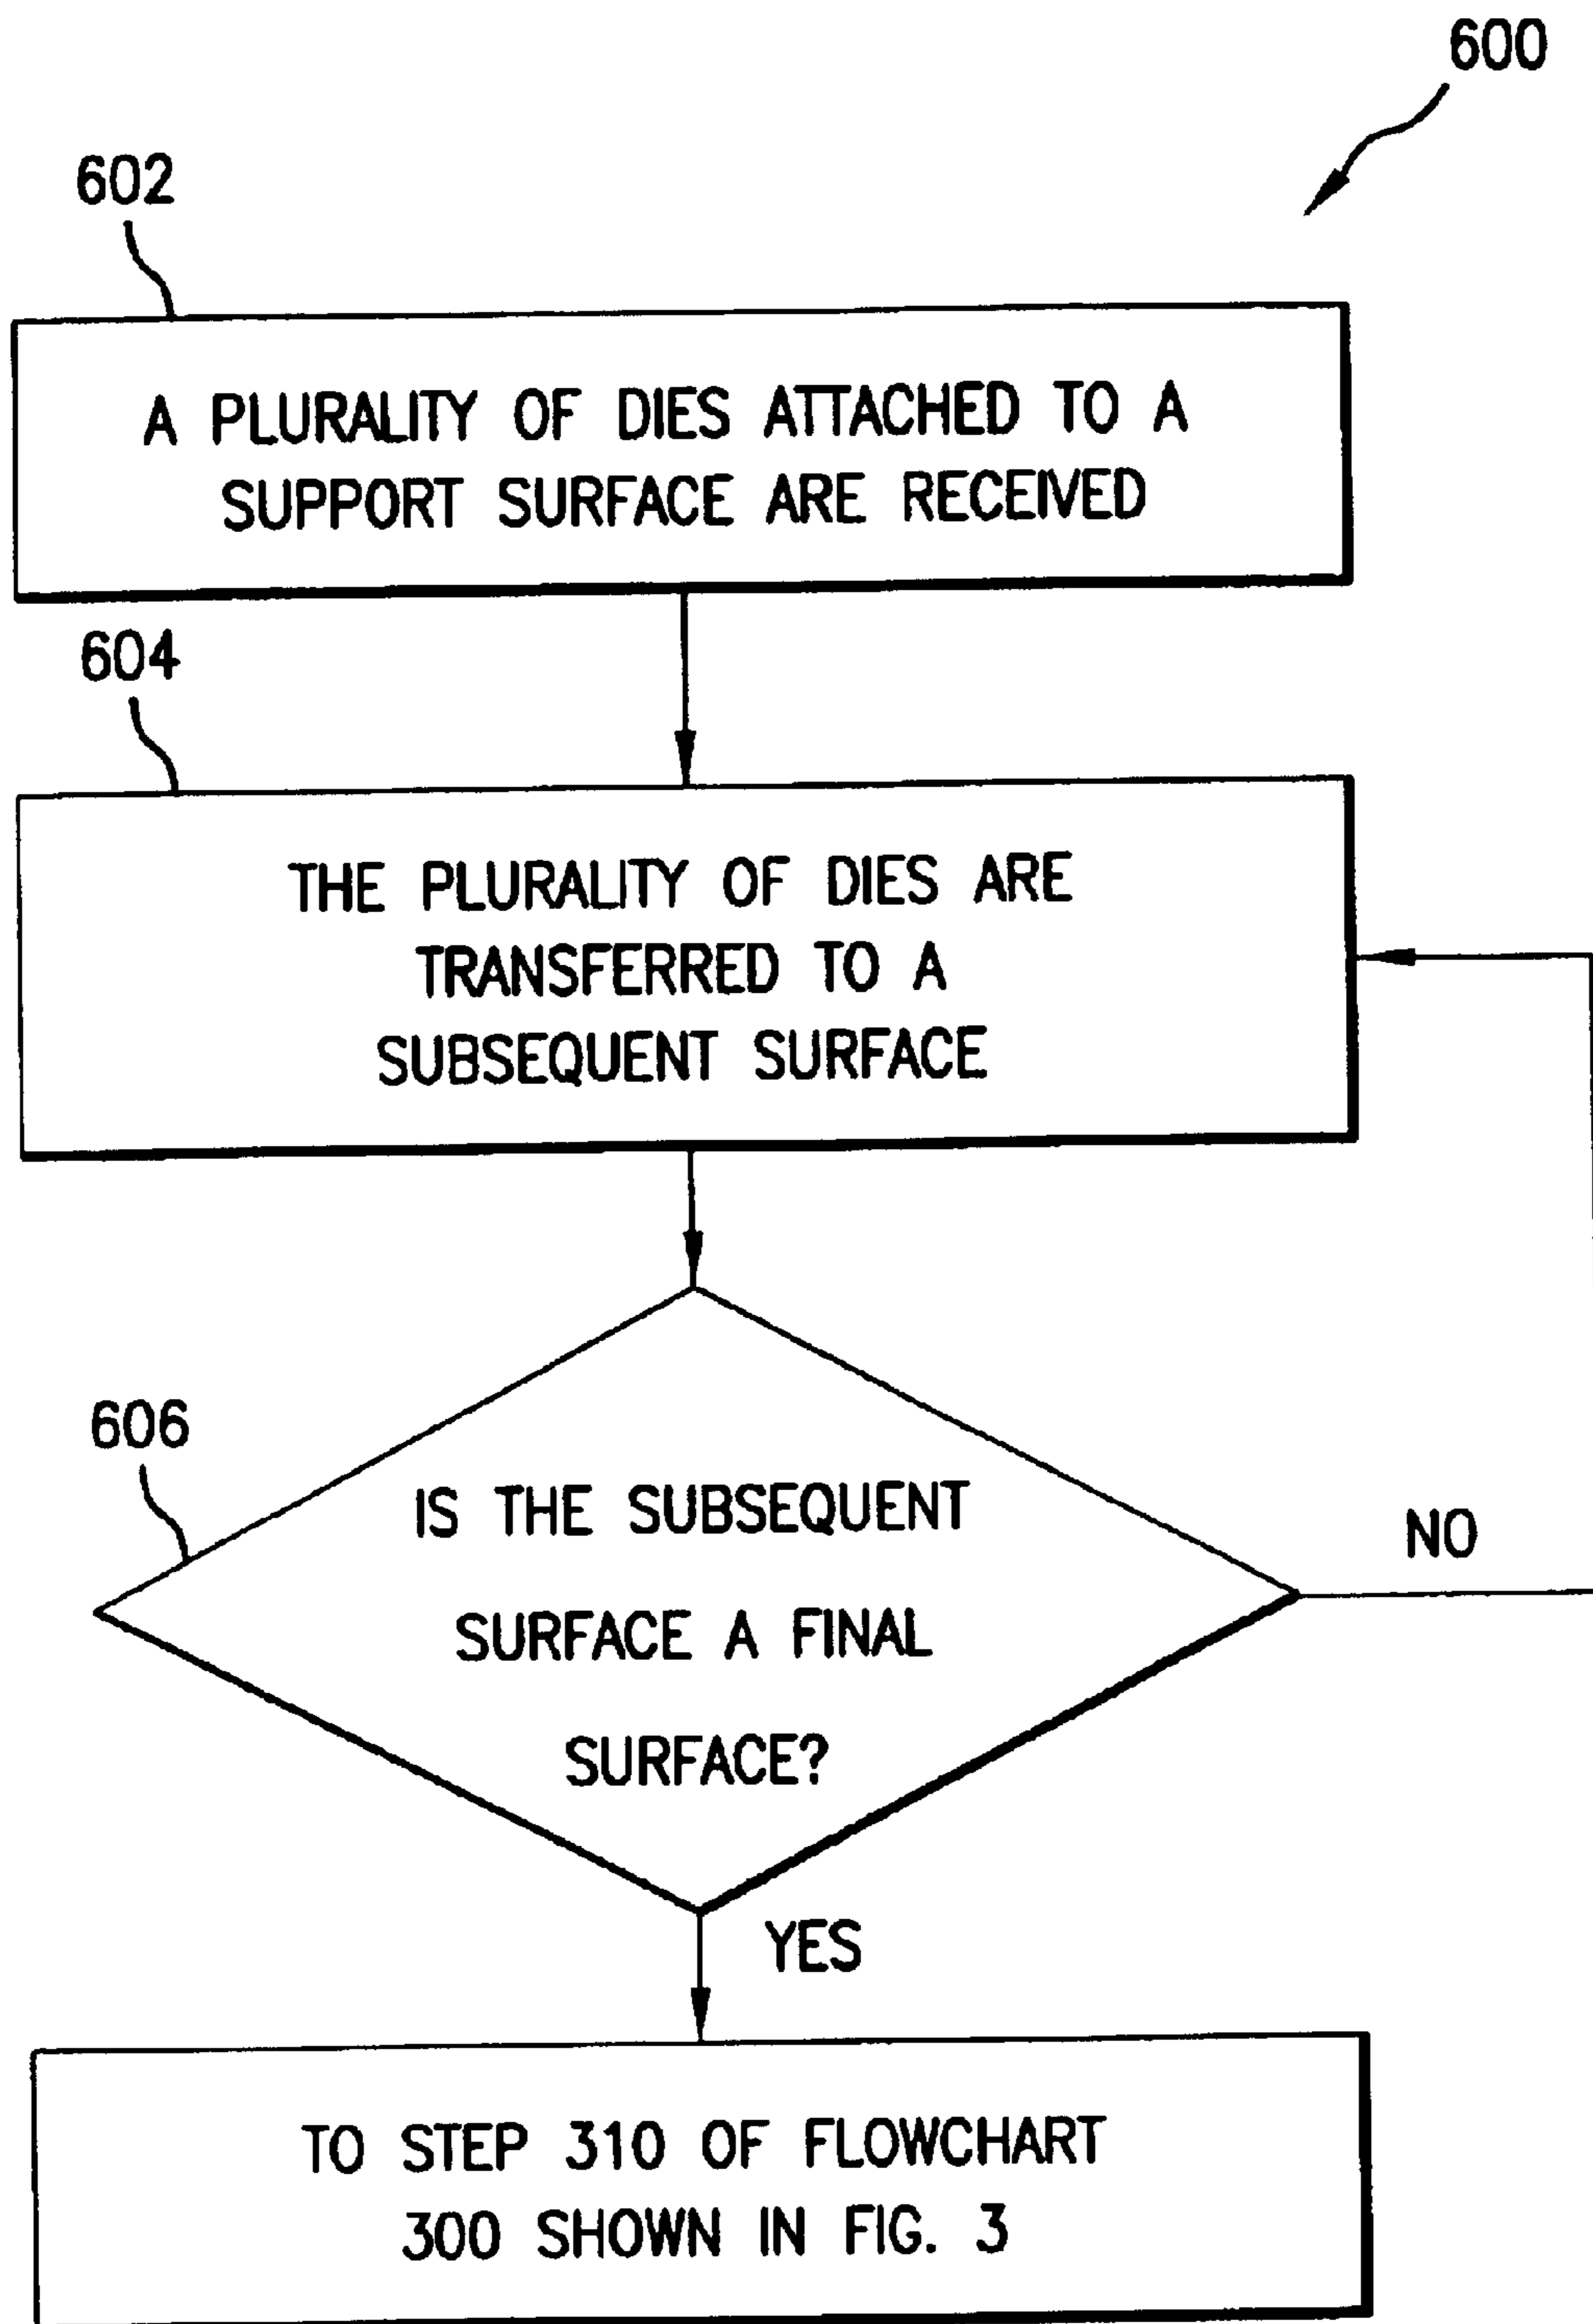 600
602
A PLURALITY OF DIES ATTACHED TO A
SUPPORT SURFACE ARE RECEIVED
604
THE PLURALITY OF DIES ARE
TRANSFERRED TO A
SUBSEQUENT SURFACE
606
IS THE SUBSEQUENT
SURFACE A FINAL
SURFACE?
NO
YES
TO STEP 310 OF FLOWCHART
300 SHOWN IN FIG. 3